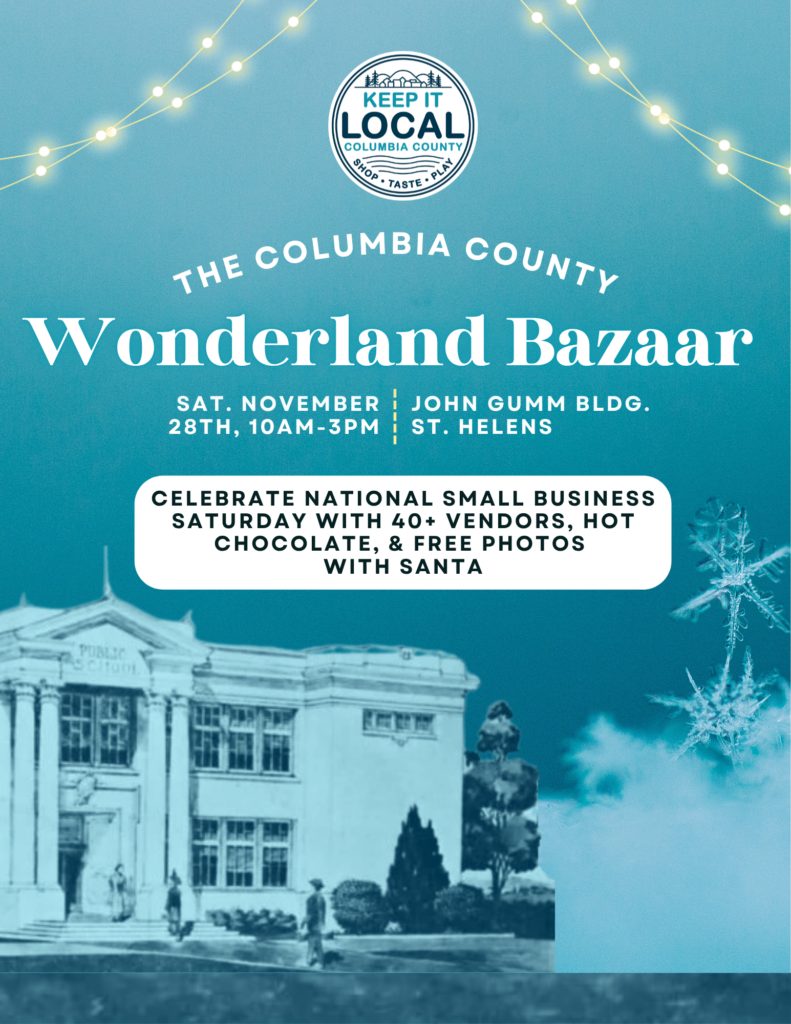 KEEP IT
LOCAL
COLUMBIA COUNTY
SHOP • TASTE • PLAY
THE COLUMBIA COUNTY
Wonderland Bazaar
SAT. NOVEMBER
28TH, 10AM-3PM
JOHN GUMM BLDG.
ST. HELENS
CELEBRATE NATIONAL SMALL BUSINESS
SATURDAY WITH 40+ VENDORS, HOT
CHOCOLATE, & FREE PHOTOS
WITH SANTA
PUBLIC
SCHOOL